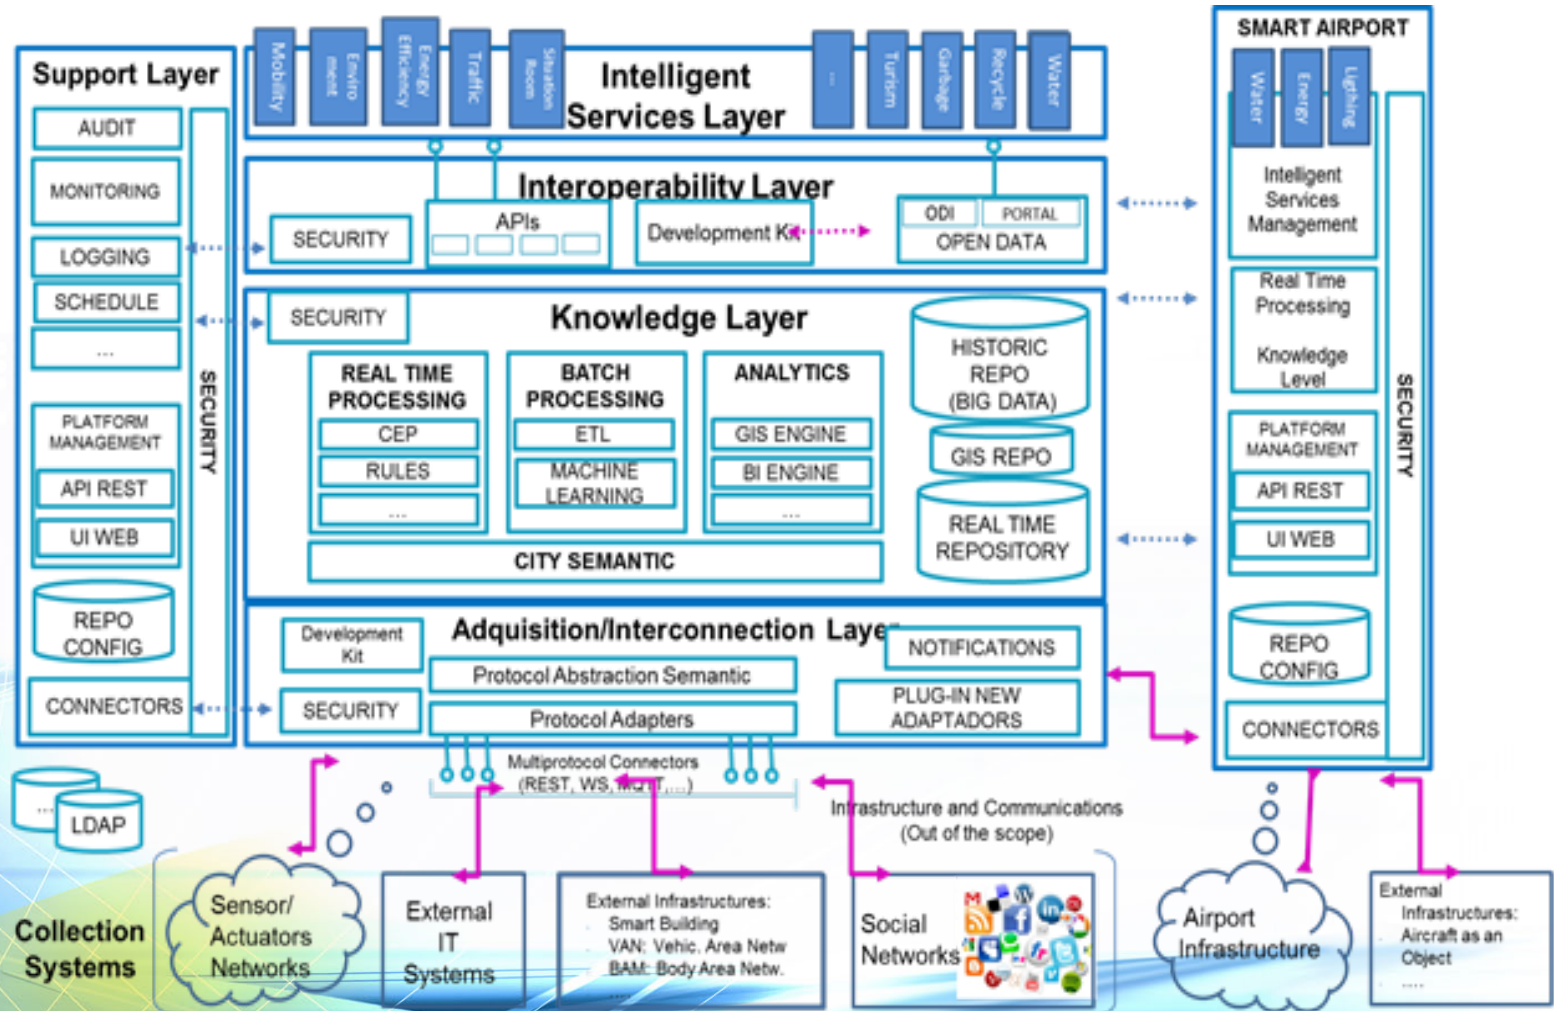 Support Layer
AUDIT
MONITORING
LOGGING
SCHEDULE
...
PLATFORM
MANAGEMENT
API REST
UI WEB
REPO
CONFIG
CONNECTORS
SECURITY
...
LDAP
Mobility
Enviro
ment
Energy
Efficiency
Traffic
Situation
Room
Intelligent
Services Layer
...
Turism
Garbage
Recycle
Water
Interoperability Layer
SECURITY
APIs
Development Kit
ODI
PORTAL
OPEN DATA
SECURITY
Knowledge Layer
REAL TIME
PROCESSING
CEP
RULES
...
BATCH
PROCESSING
ETL
MACHINE
LEARNING
ANALYTICS
GIS ENGINE
BI ENGINE
...
CITY SEMANTIC
HISTORIC
REPO
(BIG DATA)
GIS REPO
REAL TIME
REPOSITORY
Adquisition/Interconnection Layer
Development
Kit
SECURITY
Protocol Abstraction Semantic
Protocol Adapters
NOTIFICATIONS
PLUG-IN NEW
ADAPTADORS
Multiprotocol Connectors
(REST, WS, MQTT,...)
Infrastructure and Communications
(Out of the scope)
SMART AIRPORT
Water
Energy
Ligthing
Intelligent
Services
Management
Real Time
Processing
Knowledge
Level
PLATFORM
MANAGEMENT
API REST
UI WEB
REPO
CONFIG
CONNECTORS
SECURITY
Collection
Systems
Sensor/
Actuators
Networks
External
IT
Systems
External Infrastructures:
Smart Building
VAN: Vehic. Area Netw
BAM: Body Area Netw.
....
Social
Networks
Airport
Infrastructure
External
Infrastructures:
Aircraft as an
Object
....